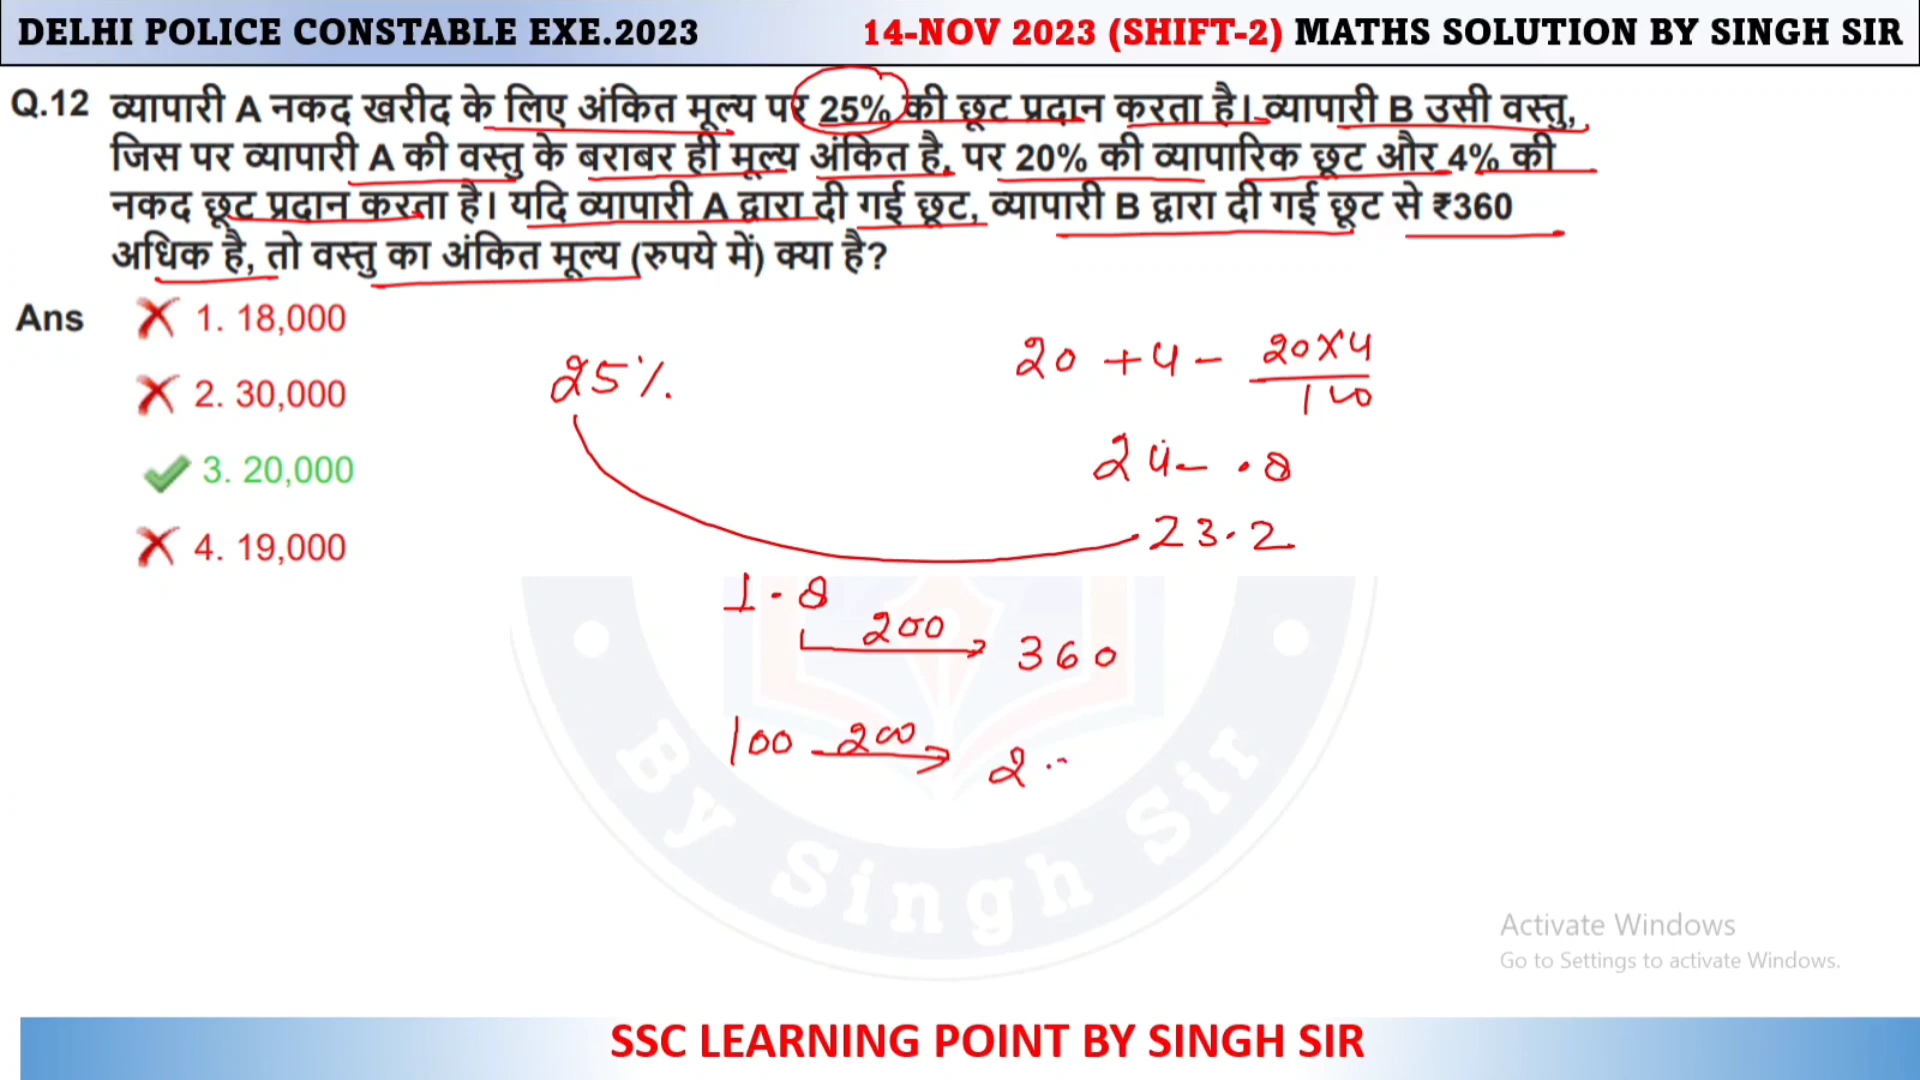 DELHI POLICE CONSTABLE EXE.2023 14-NOV 2023 (SHIFT-2) MATHS SOLUTION BY SINGH SIR
Q.12 व्यापारी A नकद खरीद के लिए अंकित मूल्य पर 25% की छूट प्रदान करता है। व्यापारी B उसी वस्तु,
जिस पर व्यापारी A की वस्तु के बराबर ही मूल्य अंकित है, पर 20% की व्यापारिक छूट और 4% की
नकद छूट प्रदान करता है। यदि व्यापारी A द्वारा दी गई छूट, व्यापारी B द्वारा दी गई छूट से ₹360
अधिक है, तो वस्तु का अंकित मूल्य (रुपये में) क्या है?
Ans 1. 18,000
2. 30,000
3. 20,000
4. 19,000
25%
20 + 4 - 20×4
100
24 - .8
23.2
1.8
200
360
100 200 2..
By Singh Sir
Activate Windows
Go to Settings to activate Windows.
SSC LEARNING POINT BY SINGH SIR